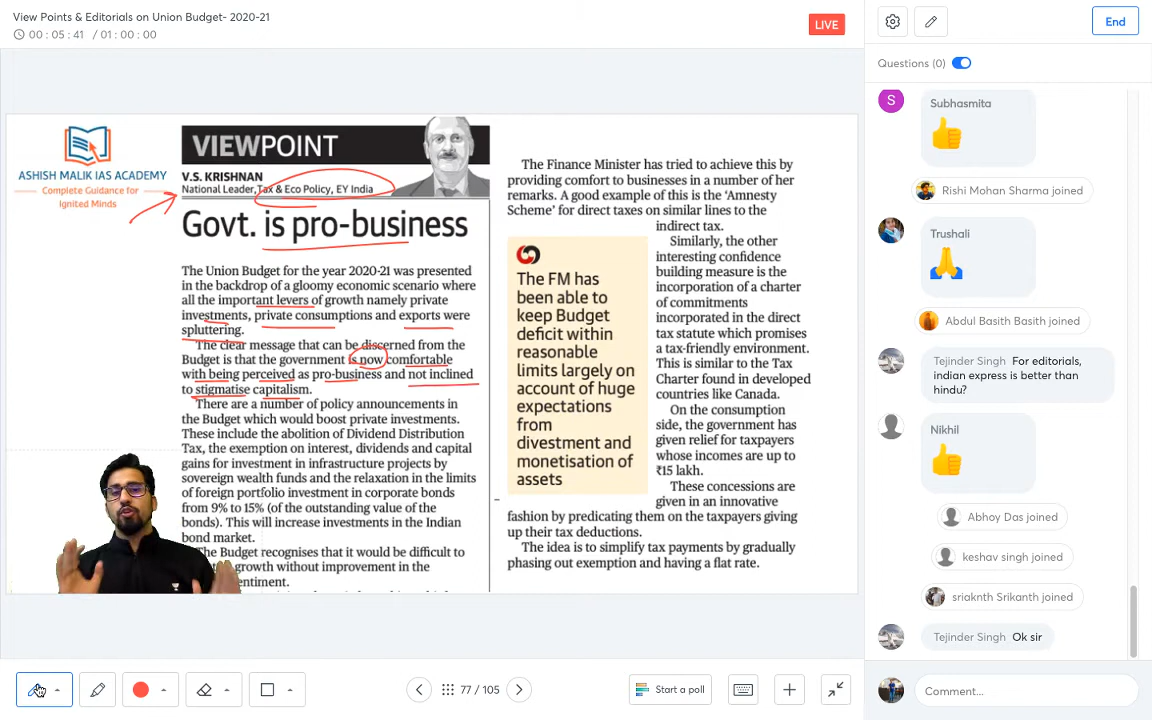 View Points & Editorials on Union Budget- 2020-21
00 : 05 : 41 / 01 : 00 : 00
LIVE
ASHISH MALIK IAS ACADEMY
Complete Guidance for
Ignited Minds
VIEWPOINT
V.S. KRISHNAN
National Leader,Tax & Eco Policy, EY India
Govt. is pro-business
The Union Budget for the year 2020-21 was presented
in the backdrop of a gloomy economic scenario where
all the important levers of growth namely private
investments, private consumptions and exports were
spluttering.
The clear message that can be discerned from the
Budget is that the government is now comfortable
with being perceived as pro-business and not inclined
to stigmatise capitalism.
There are a number of policy announcements in
the Budget which would boost private investments.
These include the abolition of Dividend Distribution
Tax, the exemption on interest, dividends and capital
gains for investment in infrastructure projects by
sovereign wealth funds and the relaxation in the limits
of foreign portfolio investment in corporate bonds
from 9% to 15% (of the outstanding value of the
bonds). This will increase investments in the Indian
bond market.
The Budget recognises that it would be difficult to
growth without improvement in the
entiment.
The Finance Minister has tried to achieve this by
providing comfort to businesses in a number of her
remarks. A good example of this is the ‘Amnesty
Scheme’ for direct taxes on similar lines to the
indirect tax.
Similarly, the other
interesting confidence
building measure is the
incorporation of a charter
of commitments
incorporated in the direct
tax statute which promises
a tax-friendly environment.
This is similar to the Tax
Charter found in developed
countries like Canada.
On the consumption
side, the government has
given relief for taxpayers
whose incomes are up to
₹15 lakh.
These concessions are
given in an innovative
fashion by predicating them on the taxpayers giving
up their tax deductions.
The idea is to simplify tax payments by gradually
phasing out exemption and having a flat rate.
The FM has
been able to
keep Budget
deficit within
reasonable
limits largely on
account of huge
expectations
from
divestment and
monetisation of
assets
77 / 105
Start a poll
End
Questions (0)
S
Subhasmita
Rishi Mohan Sharma joined
Trushali
Abdul Basith Basith joined
Tejinder Singh For editorials,
indian express is better than
hindu?
Nikhil
Abhoy Das joined
keshav singh joined
sriaknth Srikanth joined
Tejinder Singh Ok sir
Comment...